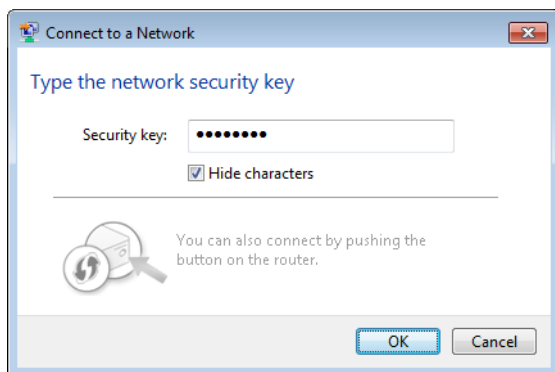 Connect to a Network
Type the network security key
Security key: ••••••••
Hide characters
You can also connect by pushing the
button on the router.
OK Cancel